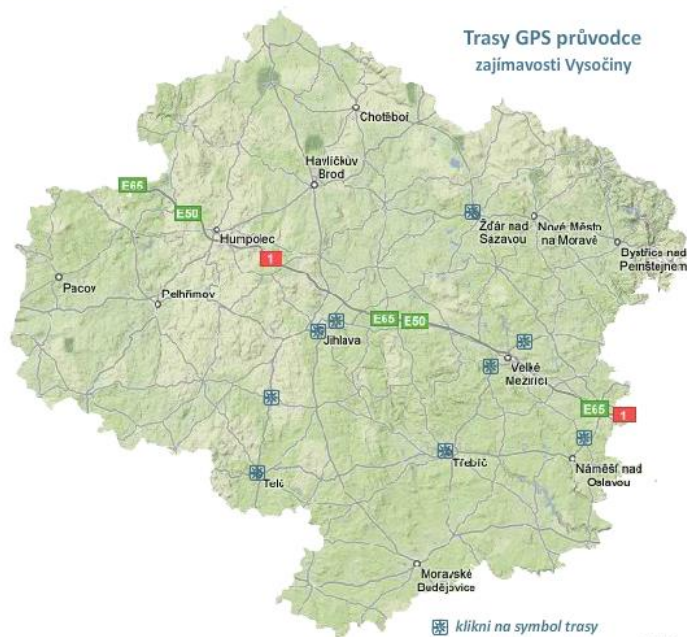 Trasy GPS průvodce
zajímavosti Vysočiny
Chotěboř
Havlíčkův
Brod
E65
E50
Humpolec
1
Žďár nad
Sázavou
Nové Město
na Moravě
Bystřice nad
Pernštejnem
Pacov
Pelhřimov
Jihlava
E65
E50
Velké
Meziříčí
E65
1
Telč
Třebíč
Náměšť nad
Oslavou
Moravské
Budějovice
klikni na symbol trasy